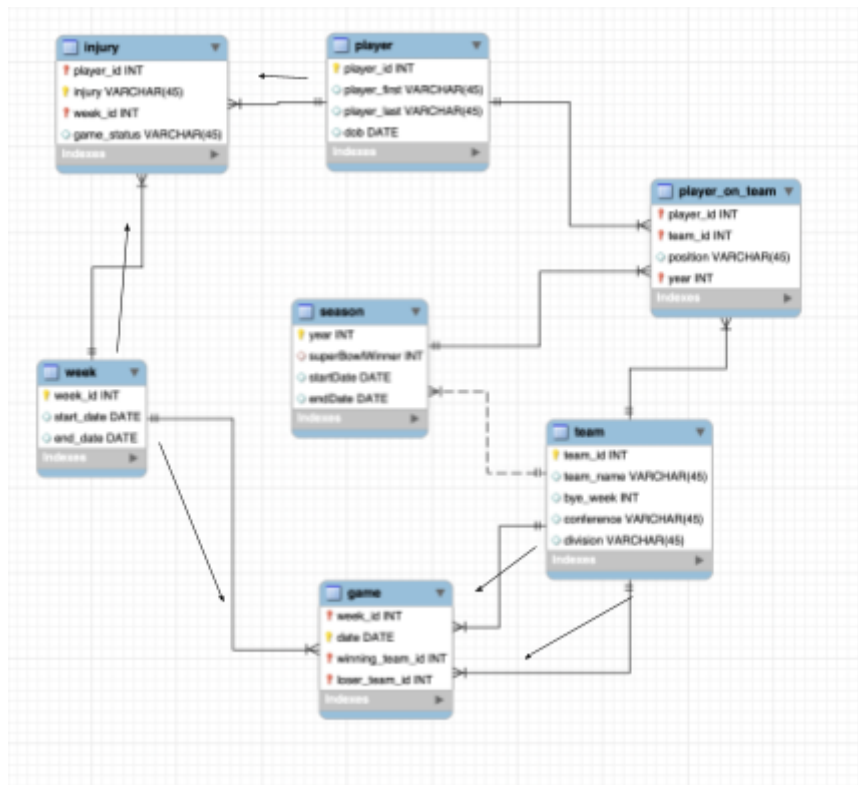 injury
player_id INT
injury VARCHAR(45)
week_id INT
game_status VARCHAR(45)
Indexes
player
player_id INT
player_first VARCHAR(45)
player_last VARCHAR(45)
dob DATE
Indexes
player_on_team
player_id INT
team_id INT
position VARCHAR(45)
year INT
Indexes
season
year INT
superBowlWinner INT
startDate DATE
endDate DATE
Indexes
week
week_id INT
start_date DATE
end_date DATE
Indexes
team
team_id INT
team_name VARCHAR(45)
bye_week INT
conference VARCHAR(45)
division VARCHAR(45)
Indexes
game
week_id INT
date DATE
winning_team_id INT
loser_team_id INT
Indexes